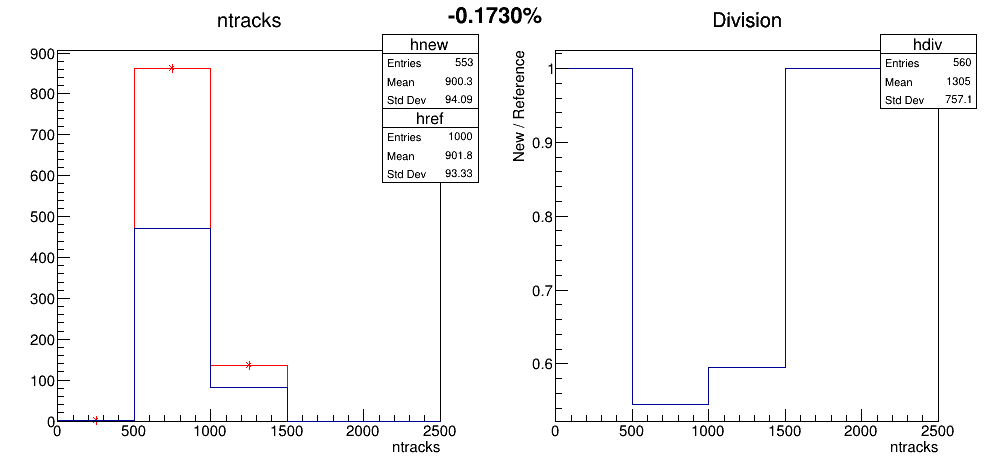 -0.1730%
ntracks
hnew
Entries 553
Mean 900.3
Std Dev 94.09
href
Entries 1000
Mean 901.8
Std Dev 93.33
900
800
700
600
500
400
300
200
100
0
0 500 1000 1500 2000 2500
ntracks
Division
hdiv
Entries 560
Mean 1305
Std Dev 757.1
New / Reference
1
0.9
0.8
0.7
0.6
0 500 1000 1500 2000 2500
ntracks